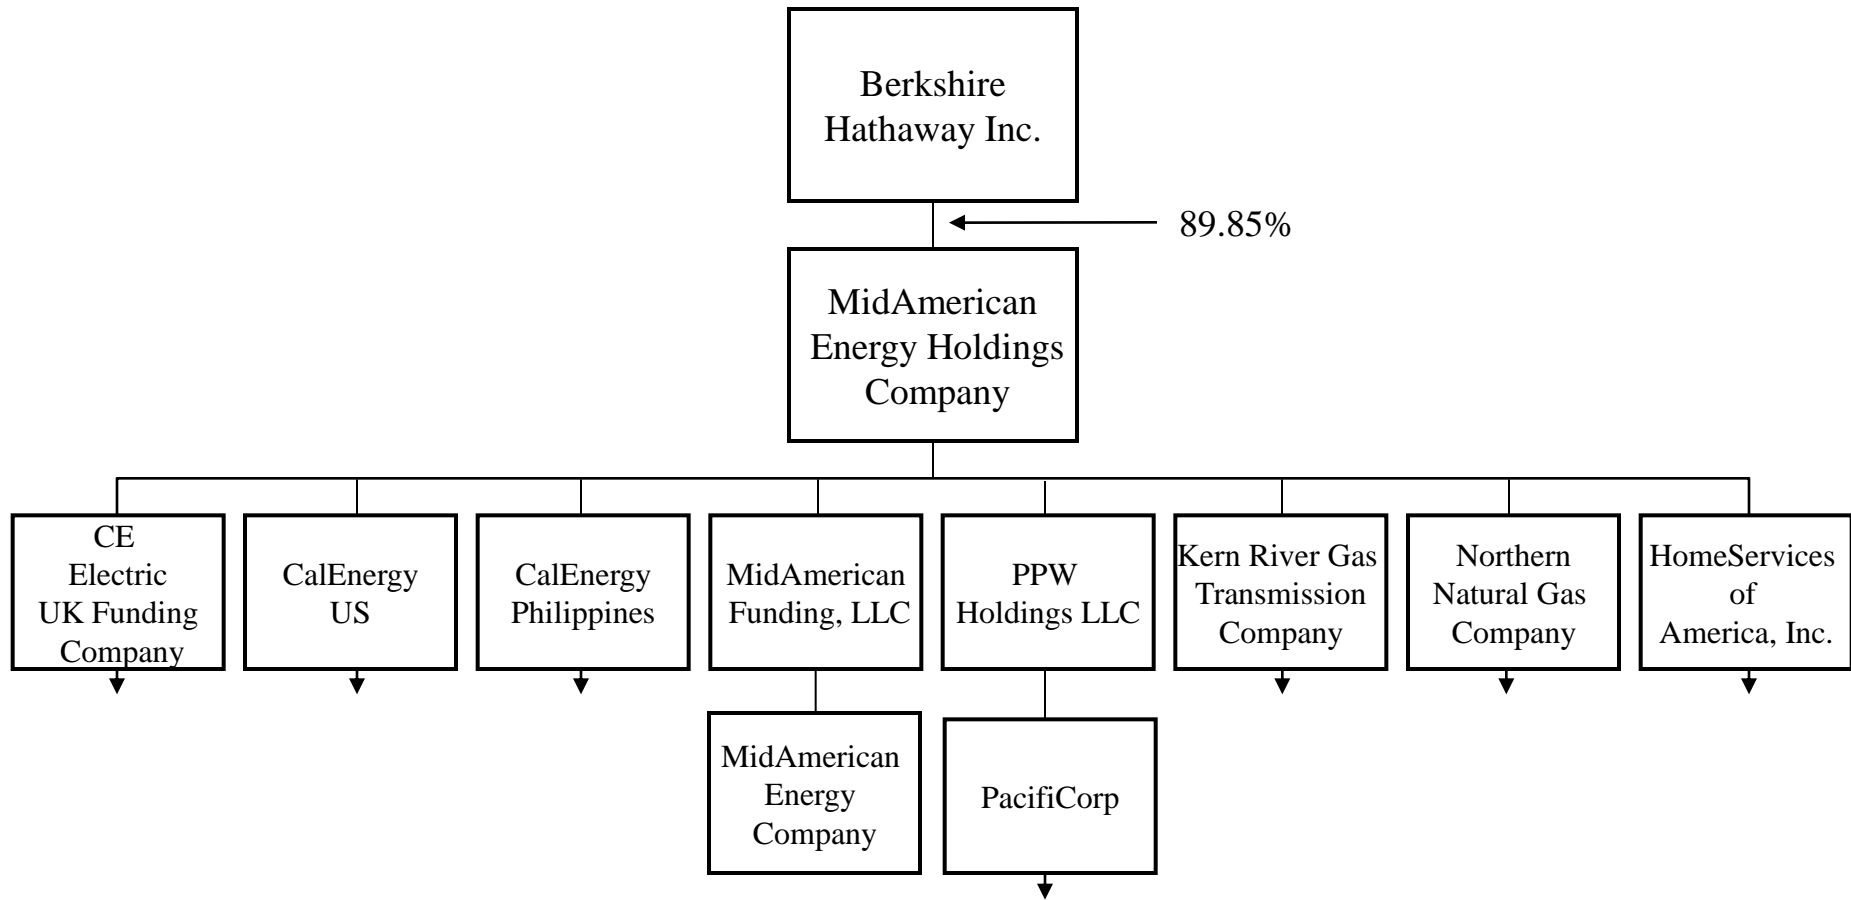 Berkshire
Hathaway Inc.
89.85%
MidAmerican
Energy Holdings
Company
CE
Electric
UK Funding
Company
CalEnergy
US
CalEnergy
Philippines
MidAmerican
Funding, LLC
PPW
Holdings LLC
Kern River Gas
Transmission
Company
Northern
Natural Gas
Company
HomeServices
of
America, Inc.
MidAmerican
Energy
Company
PacifiCorp